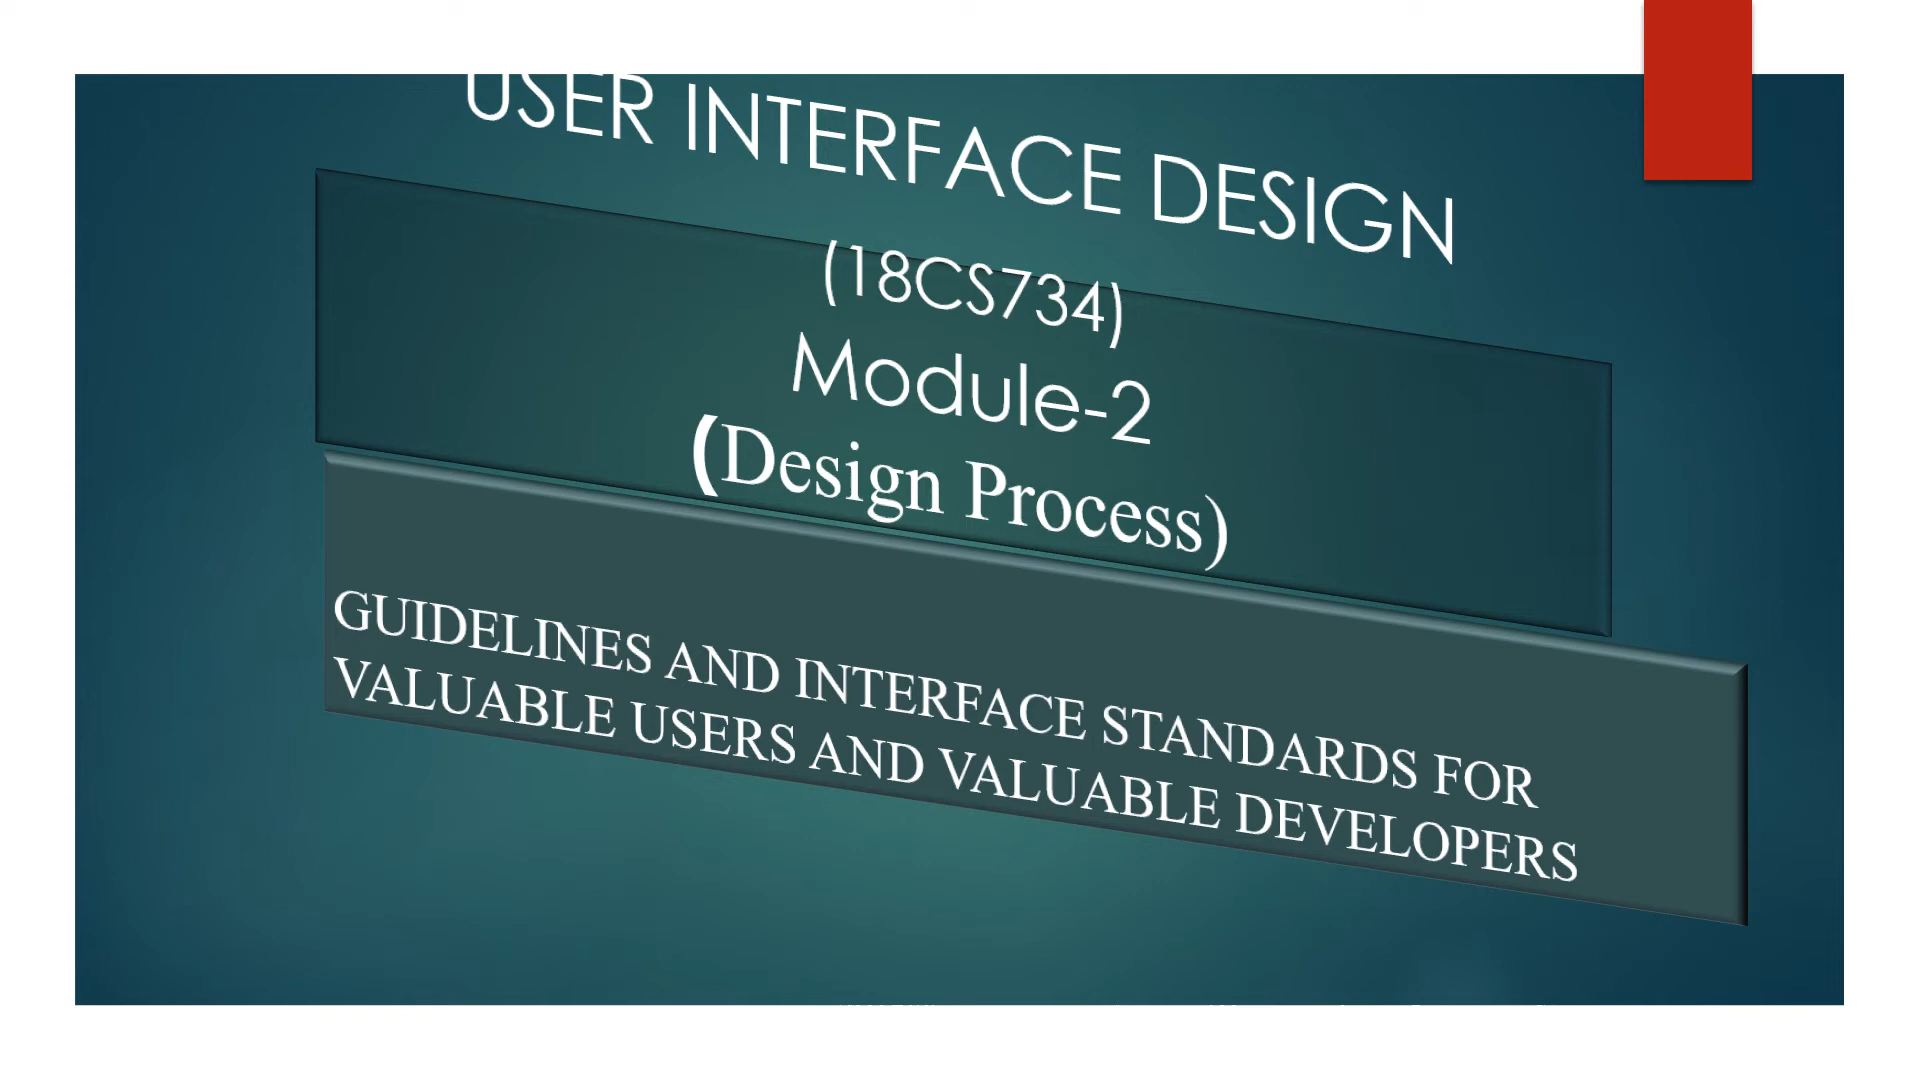 USER INTERFACE DESIGN
(18CS734)
Module-2
(Design Process)
GUIDELINES AND INTERFACE STANDARDS FOR
VALUABLE USERS AND VALUABLE DEVELOPERS